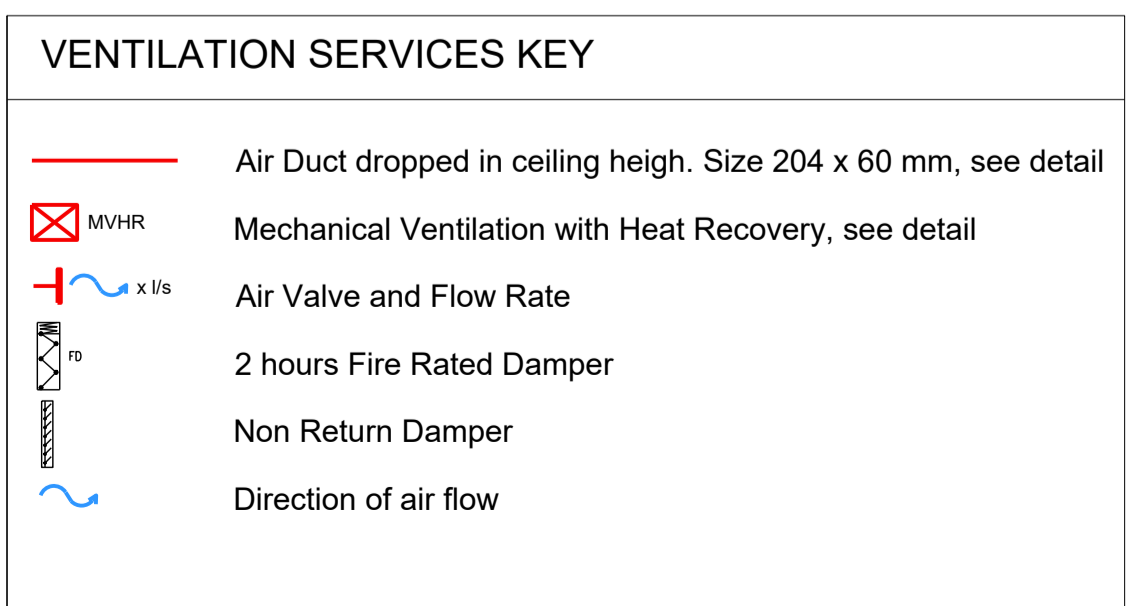 VENTILATION SERVICES KEY
Air Duct dropped in ceiling heigh. Size 204 x 60 mm, see detail
MVHR Mechanical Ventilation with Heat Recovery, see detail
x l/s Air Valve and Flow Rate
FD 2 hours Fire Rated Damper
Non Return Damper
Direction of air flow